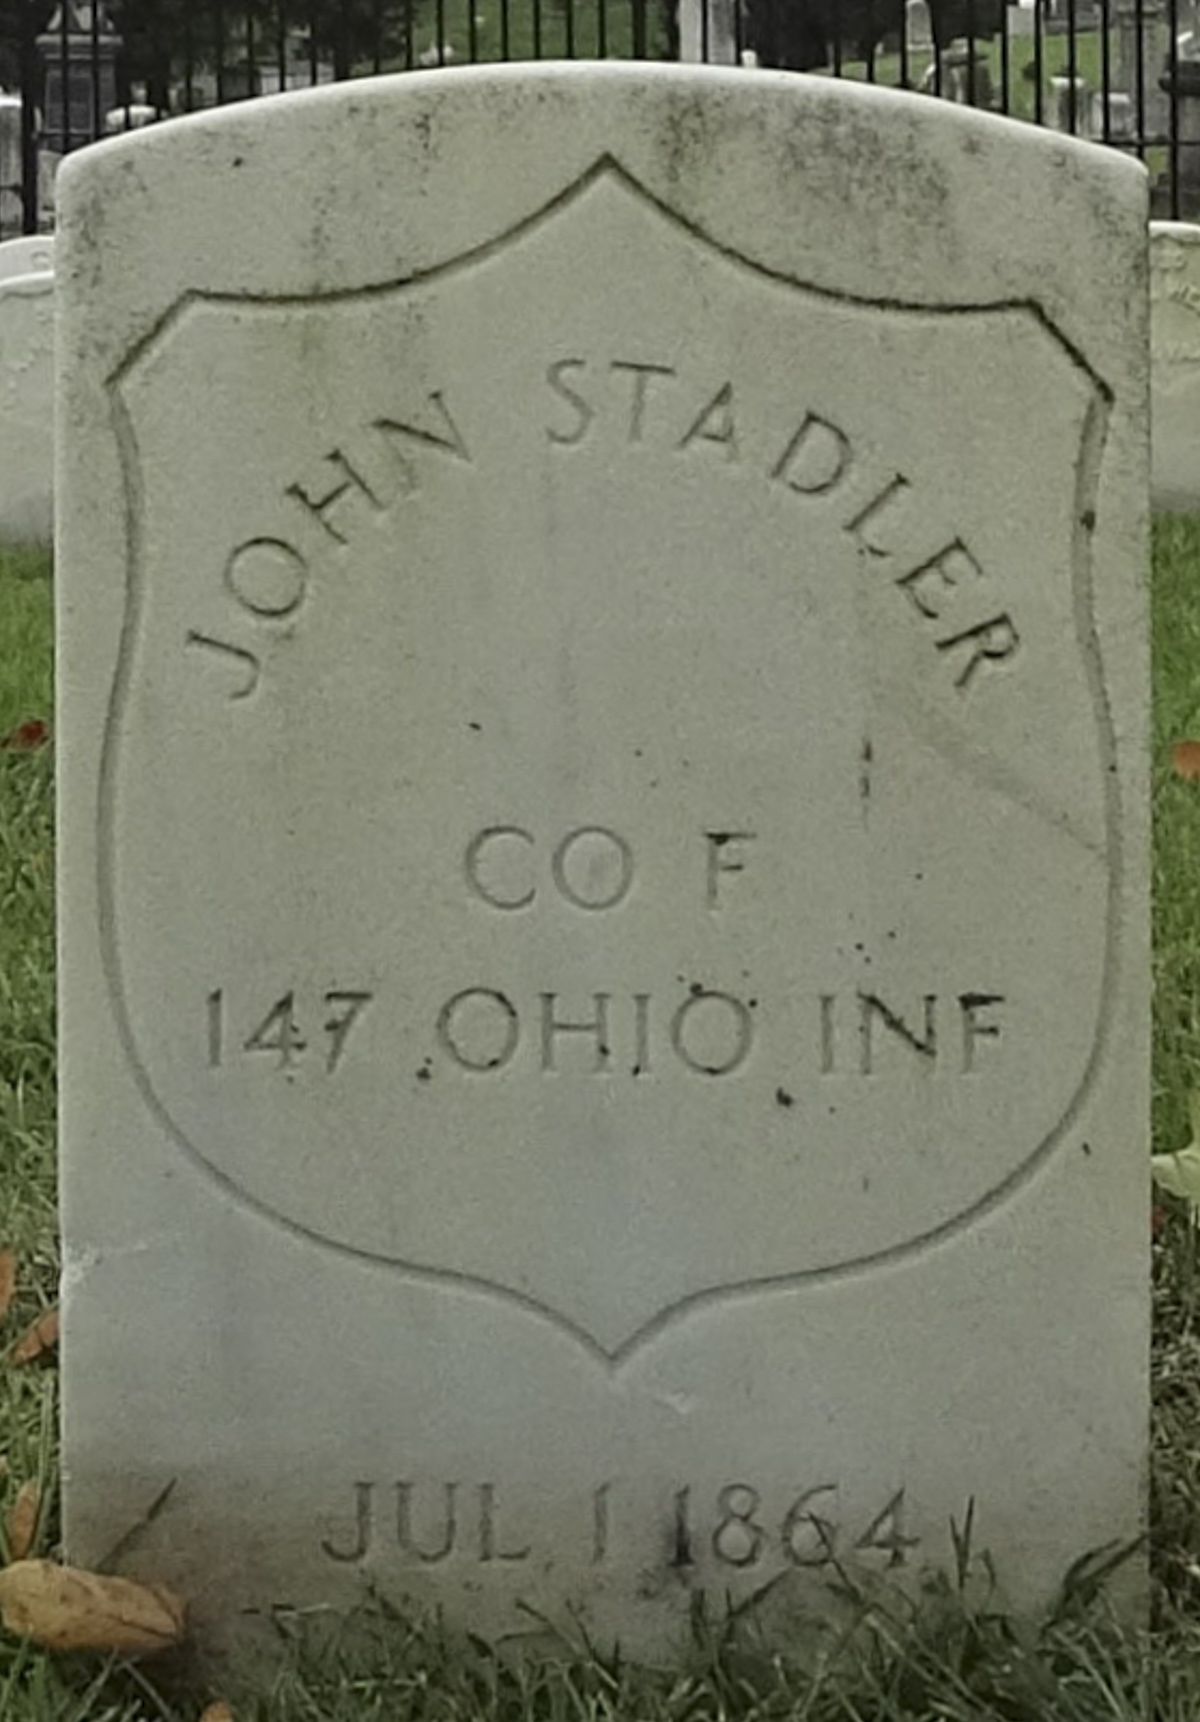 JOHN STADLER
CO F
147 OHIO INF
JUL 1 1864